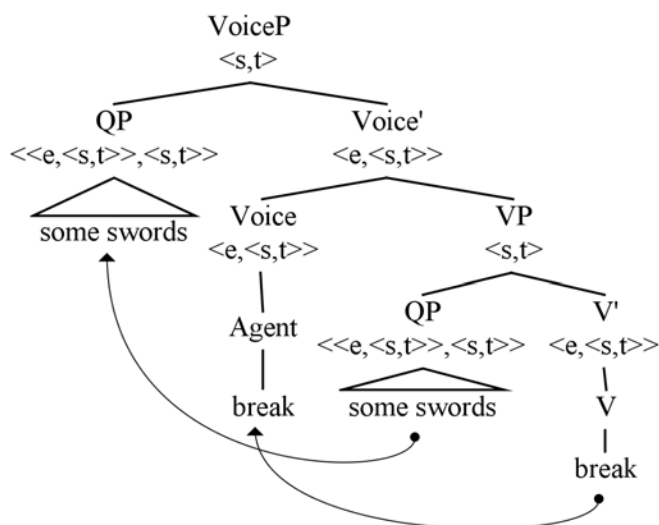 VoiceP
<s,t>
QP Voice'
<<e,<s,t>>,<s,t>> <e,<s,t>>
some swords Voice VP
<e,<s,t>> <s,t>
Agent QP V'
<<e,<s,t>>,<s,t>> <e,<s,t>>
break some swords V
break